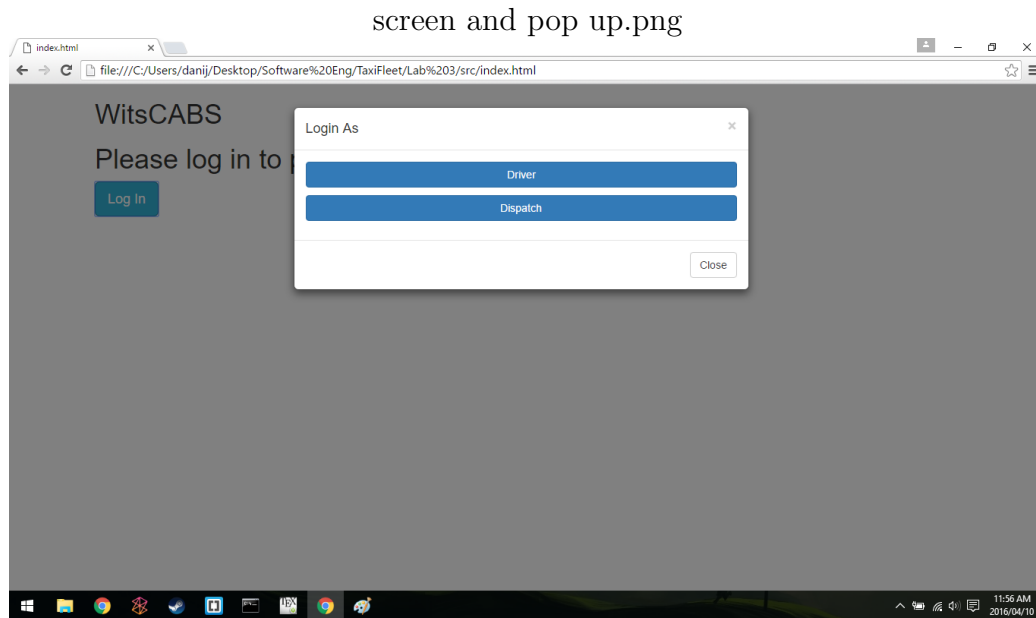 screen and pop up.png
index.html
file:///C:/Users/danij/Desktop/Software%20Eng/TaxiFleet/Lab%203/src/index.html
WitsCABS
Login As
×
Please log in to
Driver
Log In
Dispatch
Close
11:56 AM
2016/04/10